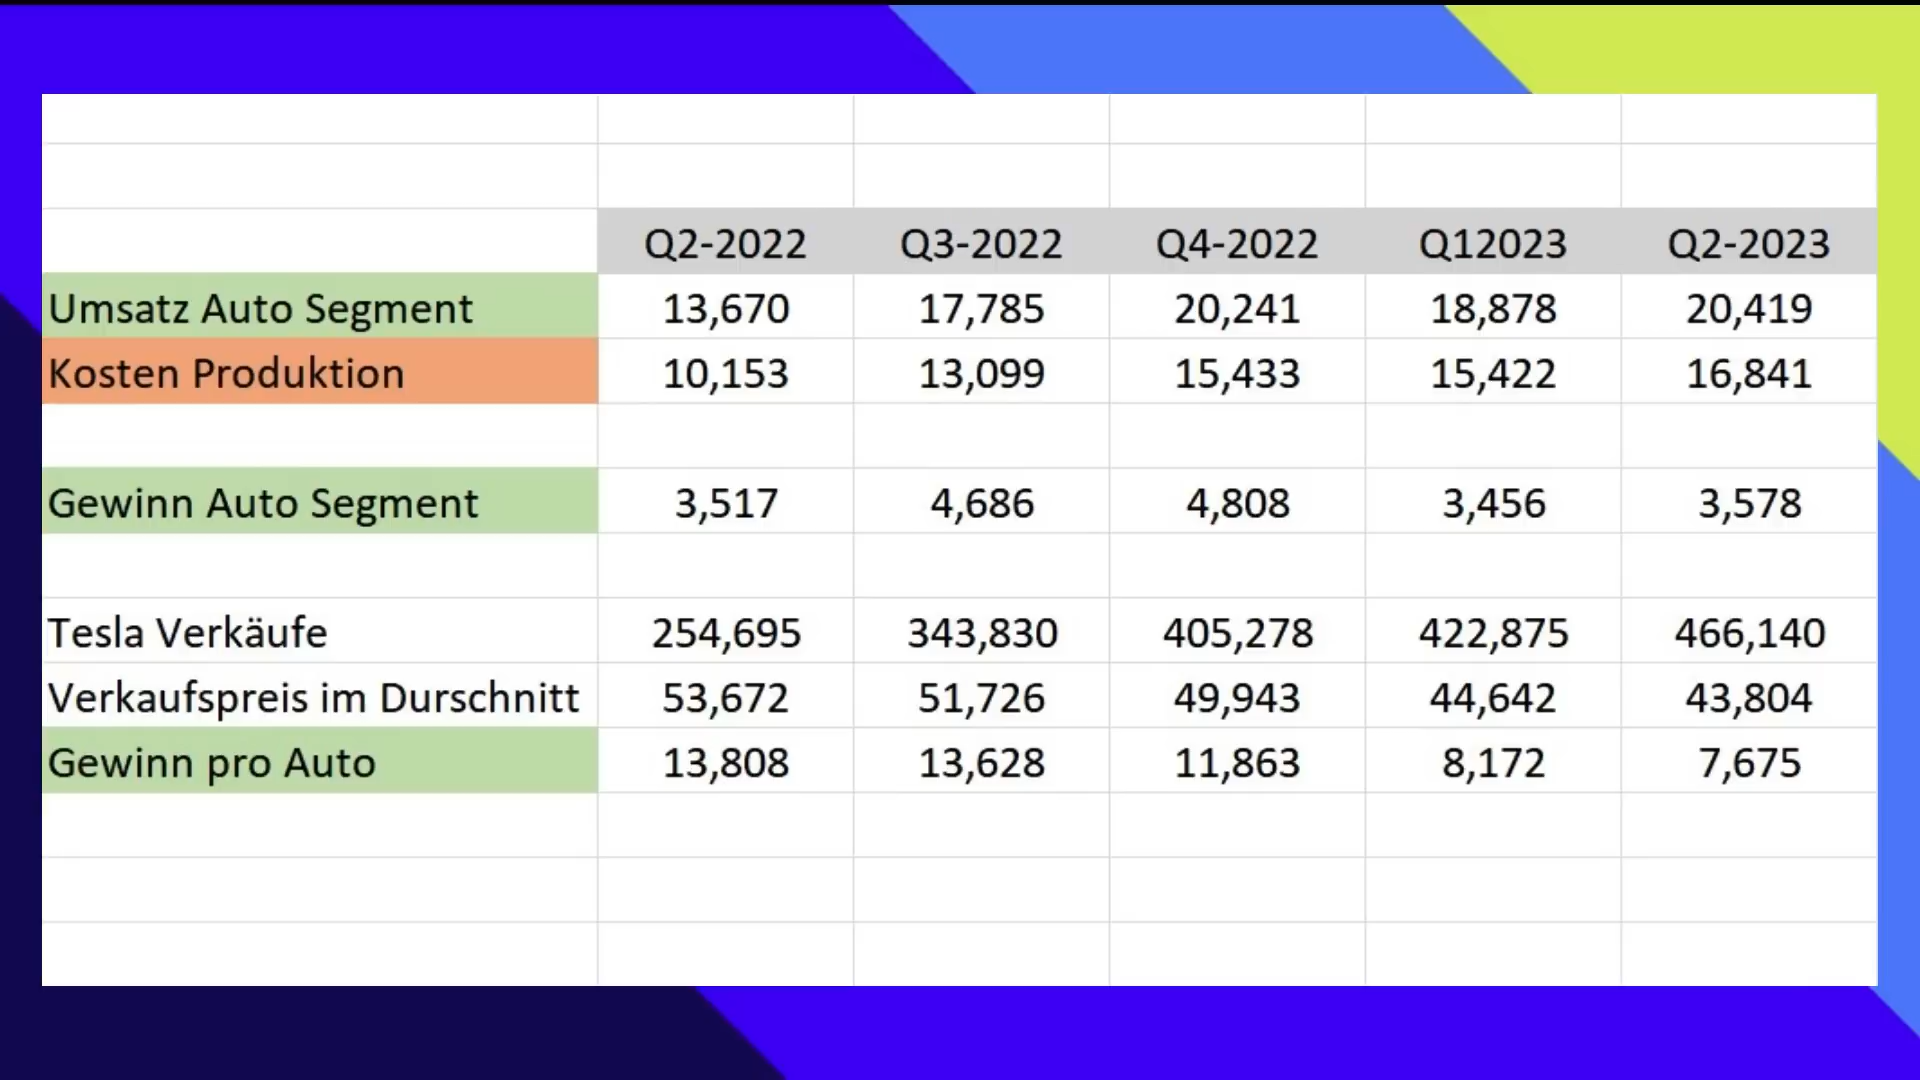 Q2-2022 Q3-2022 Q4-2022 Q12023 Q2-2023
Umsatz Auto Segment 13,670 17,785 20,241 18,878 20,419
Kosten Produktion 10,153 13,099 15,433 15,422 16,841
Gewinn Auto Segment 3,517 4,686 4,808 3,456 3,578
Tesla Verkäufe 254,695 343,830 405,278 422,875 466,140
Verkaufspreis im Durschnitt 53,672 51,726 49,943 44,642 43,804
Gewinn pro Auto 13,808 13,628 11,863 8,172 7,675